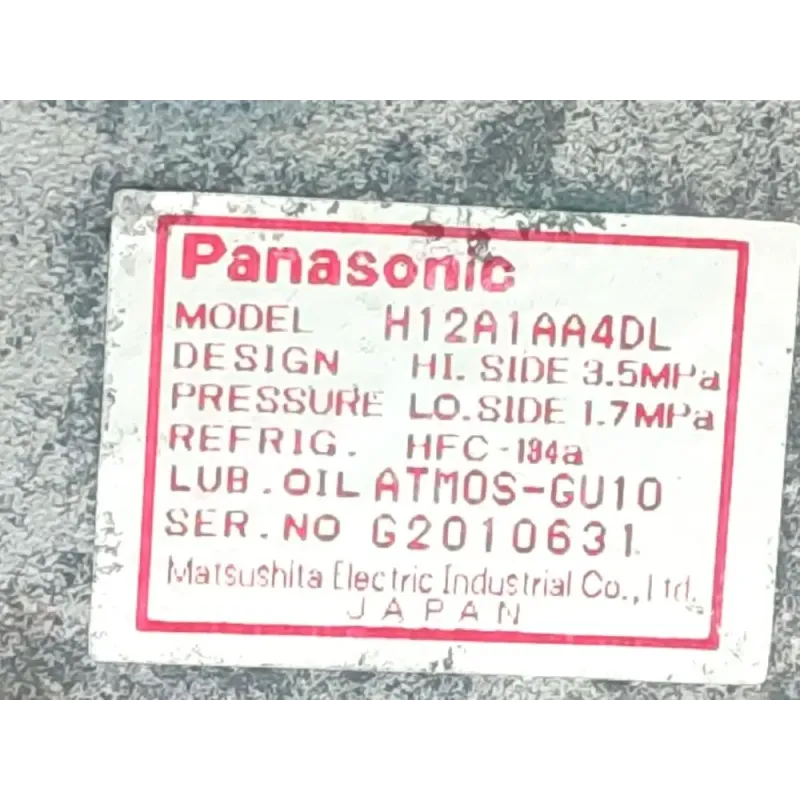 Panasonic
MODEL H12A1AA4DL
DESIGN HI. SIDE 3.5MPa
PRESSURE LO.SIDE 1.7MPa
REFRIG. HFC-134a
LUB.OIL ATMOS-GU10
SER.NO G2010631
Matsushita Electric Industrial Co., Ltd.
JAPAN